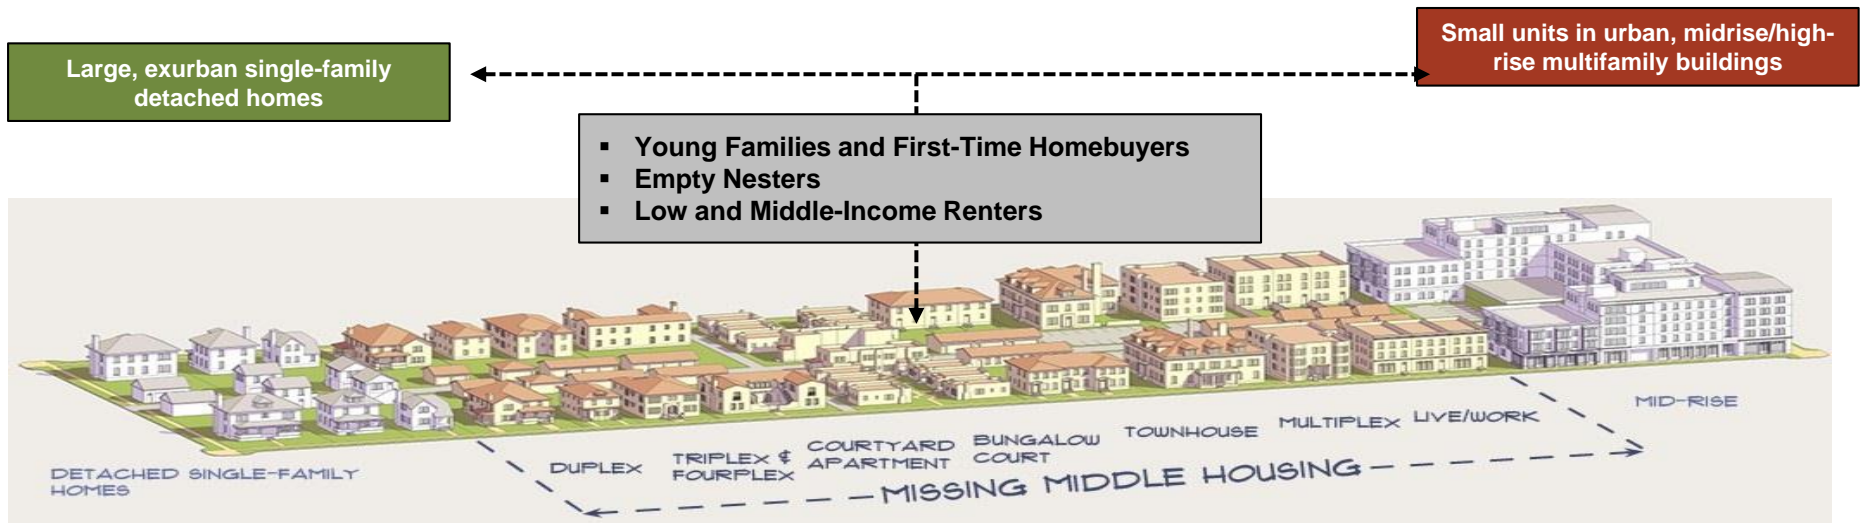 Large, exurban single-family
detached homes
Small units in urban, midrise/high-
rise multifamily buildings
▪ Young Families and First-Time Homebuyers
▪ Empty Nesters
▪ Low and Middle-Income Renters
DETACHED SINGLE-FAMILY
HOMES
DUPLEX
TRIPLEX &
FOURPLEX
COURTYARD
APARTMENT
BUNGALOW
COURT
TOWNHOUSE
MULTIPLEX
LIVE/WORK
MID-RISE
MISSING MIDDLE HOUSING